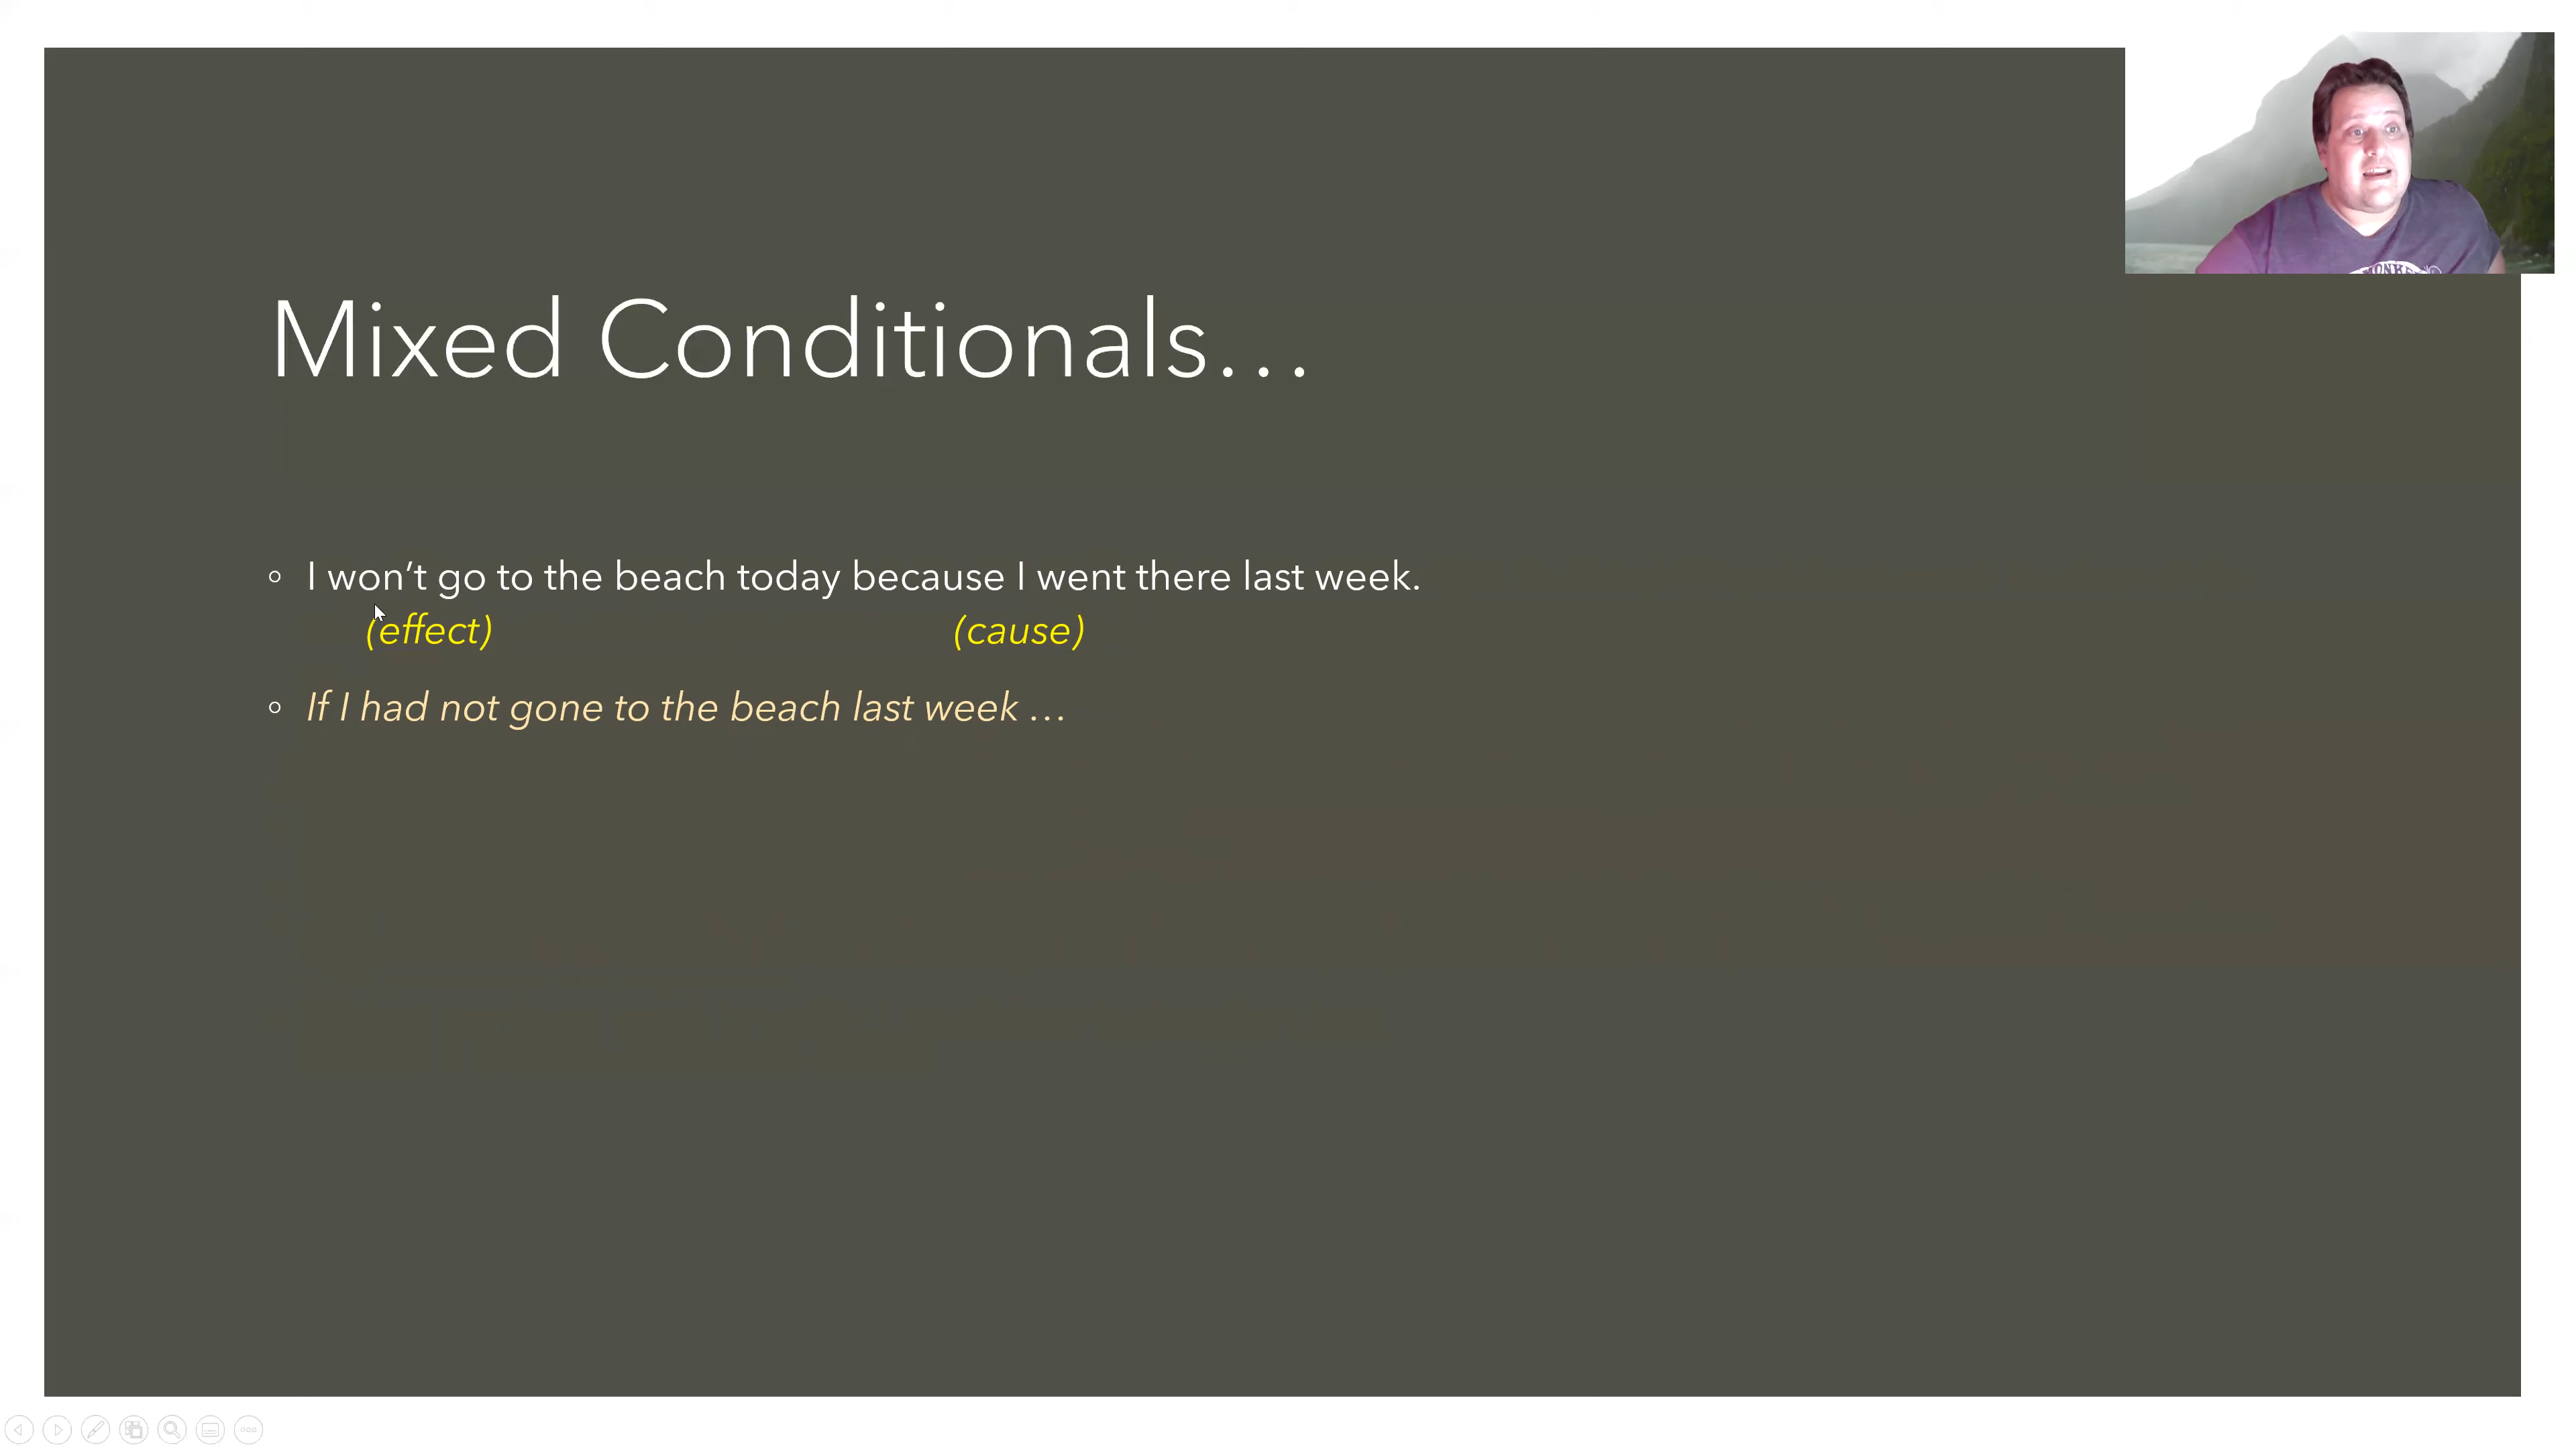 Mixed Conditionals...
I won't go to the beach today because I went there last week.
(effect) (cause)
If I had not gone to the beach last week ...